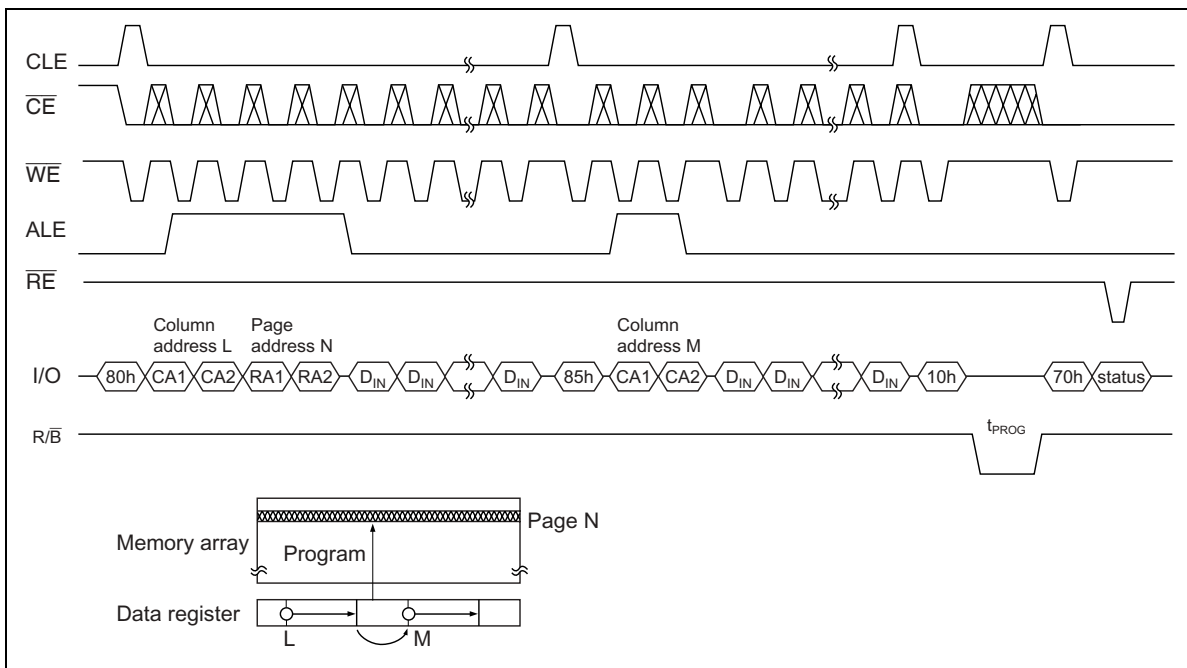 CLE
CE
WE
ALE
RE
Column Page Column
address L address N address M
I/O 80h CA1 CA2 RA1 RA2 DIN DIN DIN 85h CA1 CA2 DIN DIN DIN 10h 70h status
R/B tPROG
Page N
Memory array Program
Data register
L M